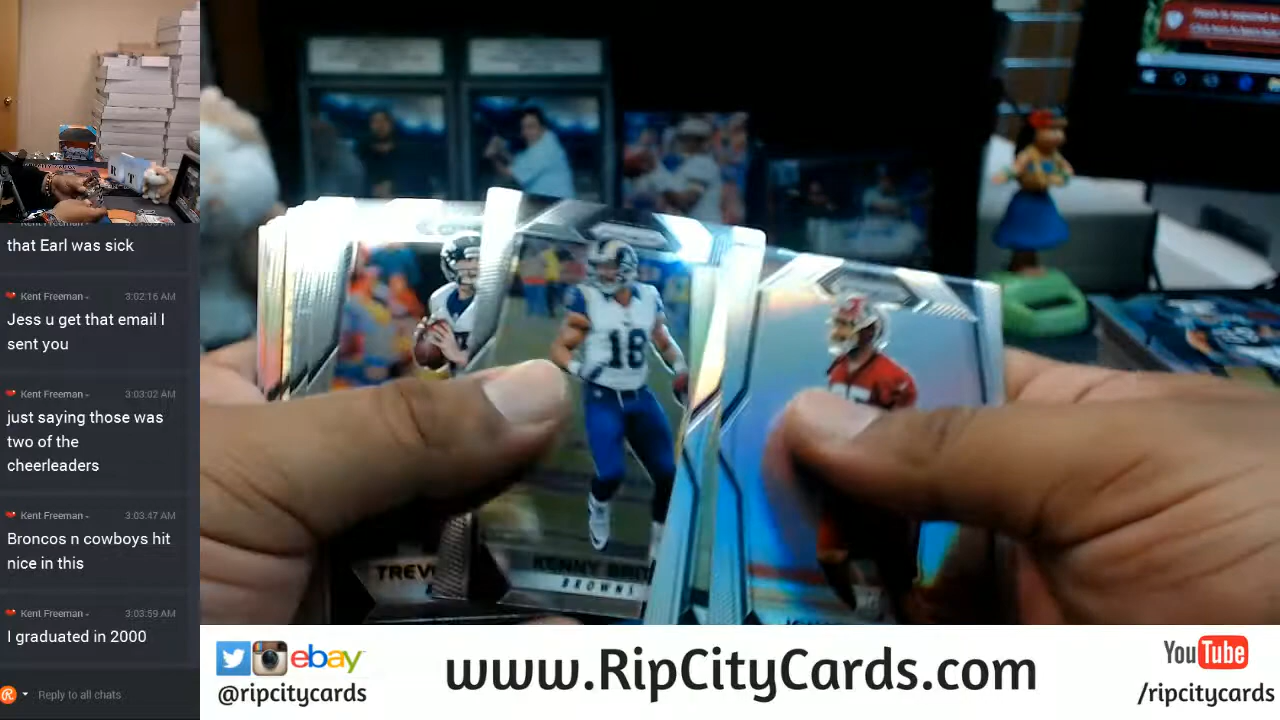 that Earl was sick
Kent Freeman
3:02:16 AM
Jess u get that email I
sent you
Kent Freeman
3:03:02 AM
just saying those was
two of the
cheerleaders
Kent Freeman
3:03:47 AM
Broncos n cowboys hit
nice in this
Kent Freeman
3:03:59 AM
I graduated in 2000
Reply to all chats
18
TREV
KENNY BRIT
BROWNS
ebay
@ripcitycards
www.RipCityCards.com
YouTube
/ripcitycards